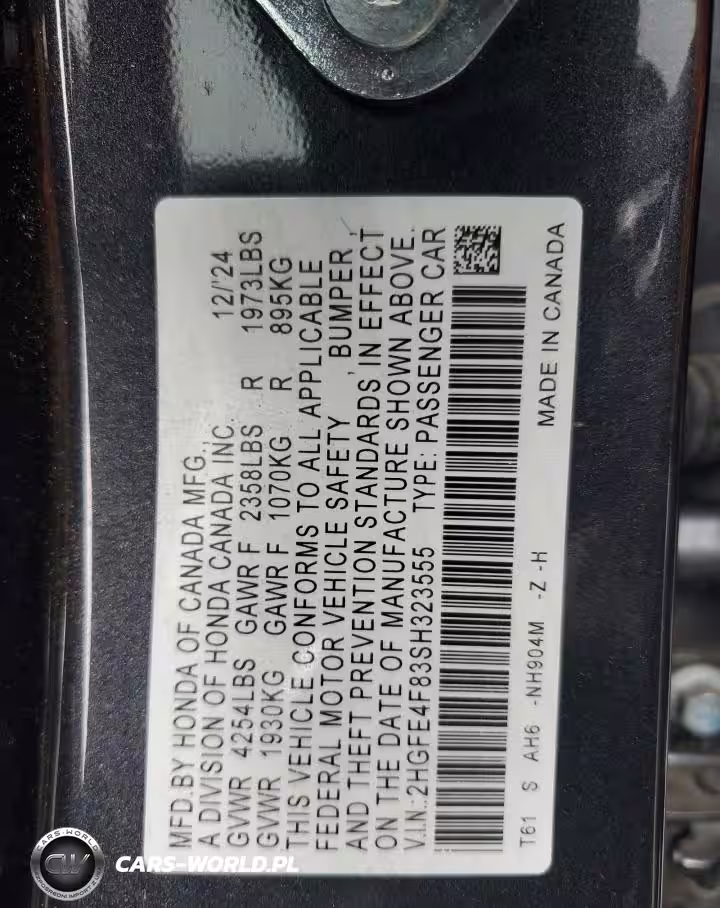 MFD.BY HONDA OF CANADA MFG.,
A DIVISION OF HONDA CANADA INC. 12/'24
GVWR 4254LBS GAWR F 2358LBS R 1973LBS
GVWR 1930KG GAWR F 1070KG R 895KG
THIS VEHICLE CONFORMS TO ALL APPLICABLE
FEDERAL MOTOR VEHICLE SAFETY , BUMPER ,
AND THEFT PREVENTION STANDARDS IN EFFECT
ON THE DATE OF MANUFACTURE SHOWN ABOVE.
V.I.N.:2HGFE4F83SH323555 TYPE: PASSENGER CAR
T61 S AH6 -NH904M -Z -H MADE IN CANADA
CARS-WORLD
CW
CARS-WORLD.PL